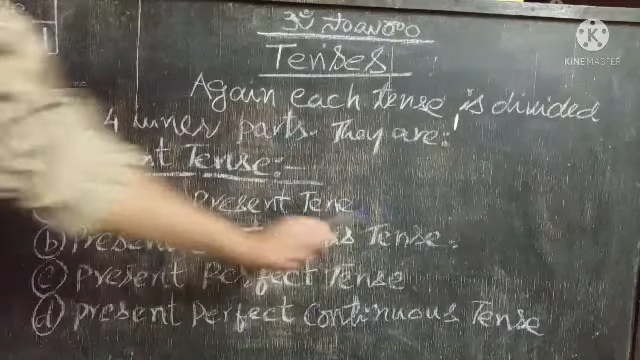 ఓం సాయిరాం
Tenses
Again each tense is divided
4 inner parts. They are:
Tense:-
Present Tene
(b) Present Tense.
(c) Present Perfect Tense
(d) Present Perfect Continuous Tense
K
KINEMASTER